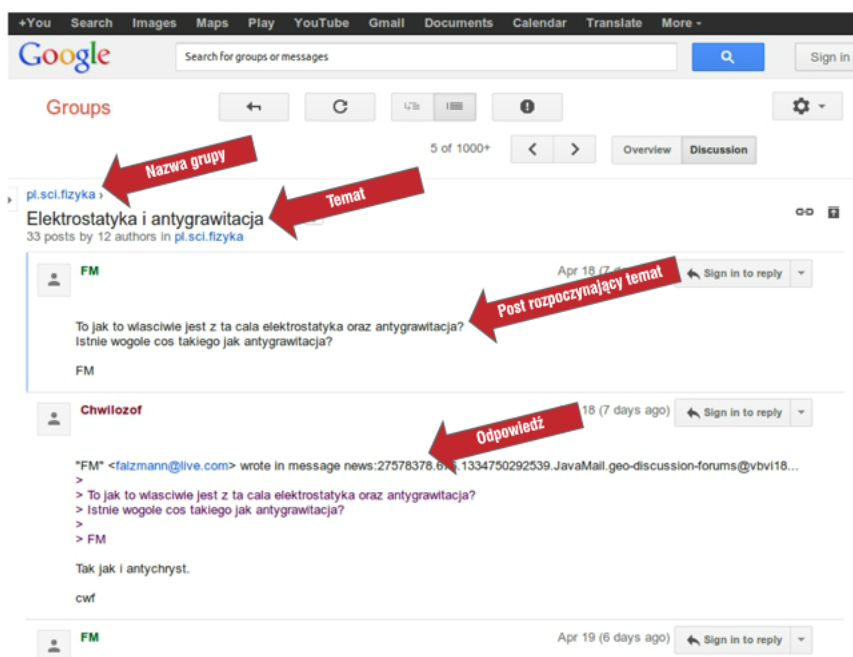 +You Search Images Maps Play YouTube Gmail Documents Calendar Translate More
Google Search for groups or messages Sign in
Groups
5 of 1000+ Overview Discussion
Nazwa grupy
pl.sci.fizyka ›
Temat
Elektrostatyka i antygrawitacja
33 posts by 12 authors in pl.sci.fizyka
FM Apr 18 (7 Sign in to reply
Post rozpoczynający temat
To jak to wlasciwie jest z ta cala elektrostatyka oraz antygrawitacja?
Istnie wogole cos takiego jak antygrawitacja?
FM
Chwilozof 18 (7 days ago) Sign in to reply
Odpowiedź
"FM" <falzmann@live.com> wrote in message news:27578378.675.1334750292539.JavaMail.geo-discussion-forums@vbvi18...
>
> To jak to wlasciwie jest z ta cala elektrostatyka oraz antygrawitacja?
> Istnie wogole cos takiego jak antygrawitacja?
>
> FM
Tak jak i antychryst.
cwf
FM Apr 19 (6 days ago) Sign in to reply